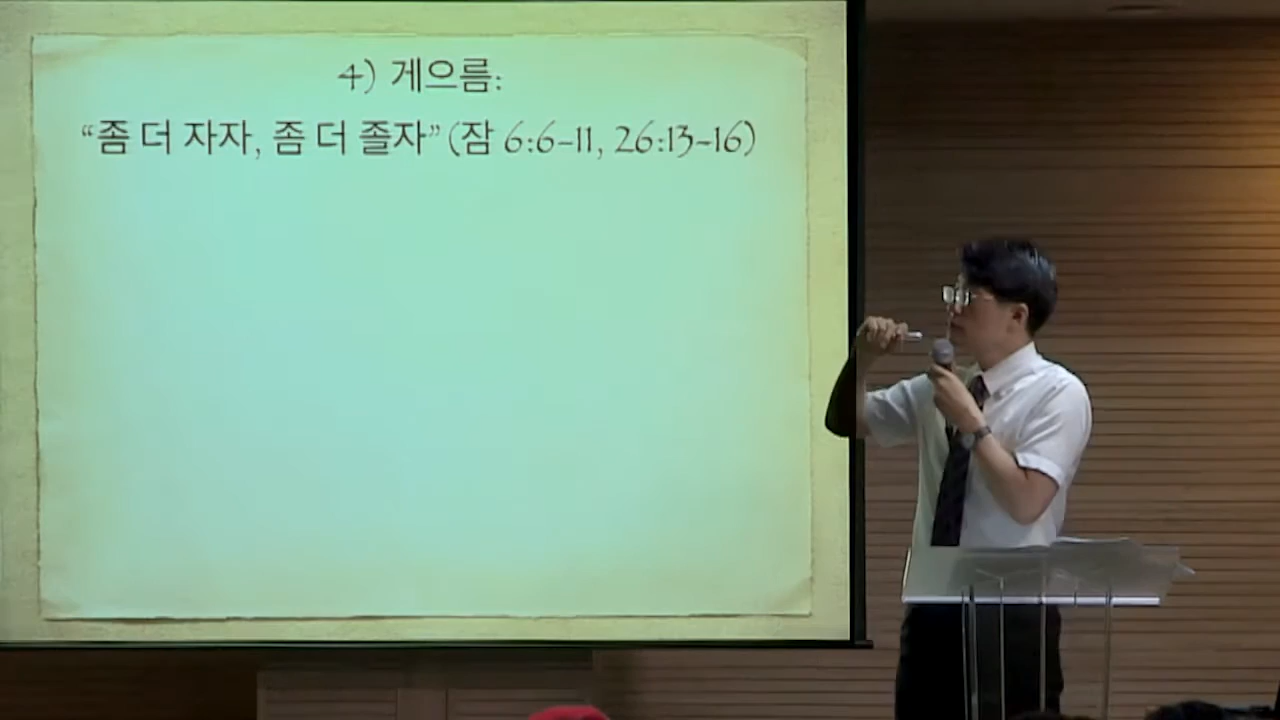 4) 게으름:
“좀 더 자자, 좀 더 졸자” (잠 6:6-11, 26:13-16)